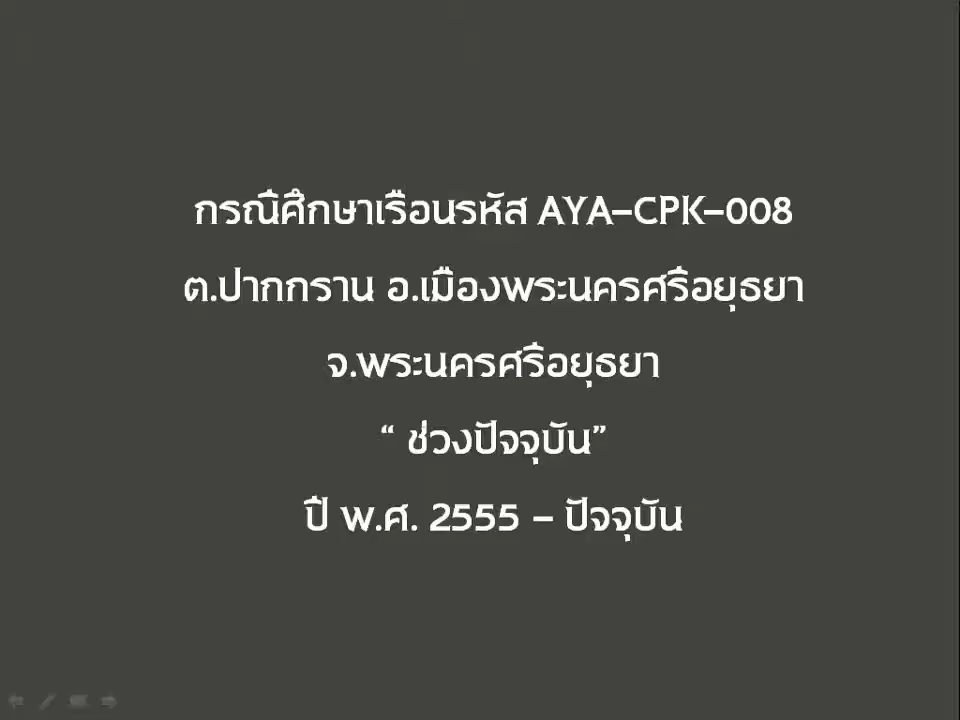 กรณีศึกษาเรือนรหัส AYA–CPK–008
ต.ปากกราน อ.เมืองพระนครศรีอยุธยา
จ.พระนครศรีอยุธยา
“ ช่วงปัจจุบัน”
ปี พ.ศ. 2555 – ปัจจุบัน